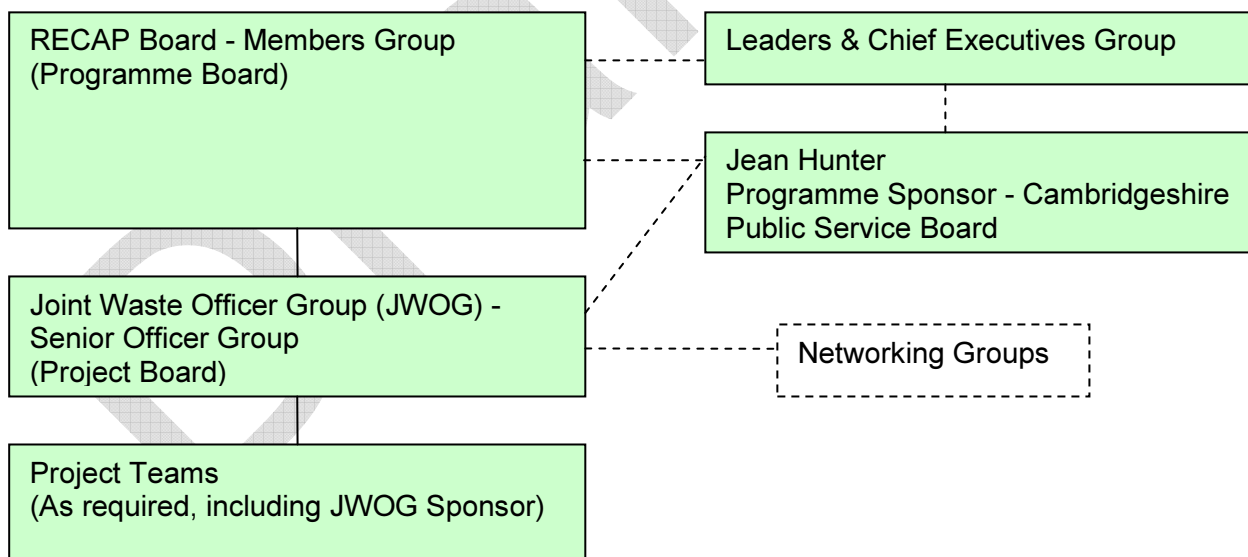 RECAP Board - Members Group
(Programme Board)
Leaders & Chief Executives Group
Jean Hunter
Programme Sponsor - Cambridgeshire
Public Service Board
Joint Waste Officer Group (JWOG) -
Senior Officer Group
(Project Board)
Networking Groups
Project Teams
(As required, including JWOG Sponsor)